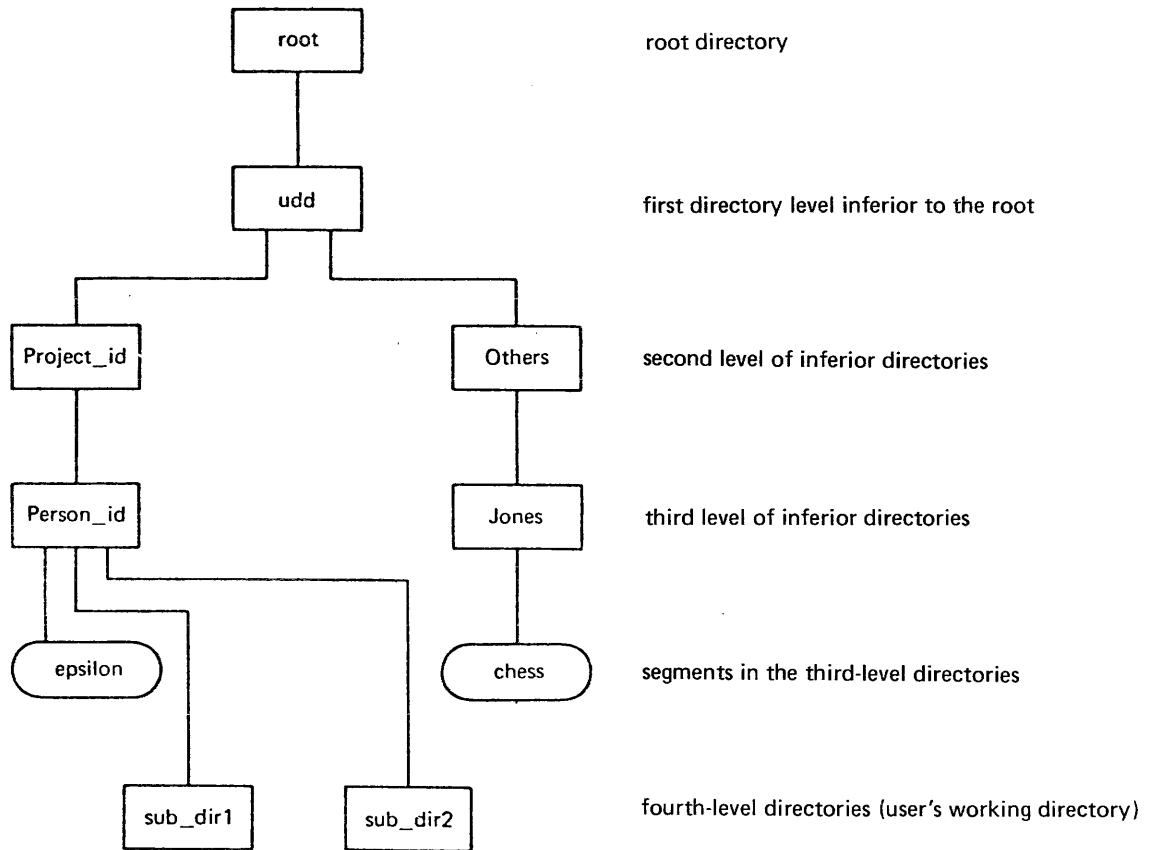 root
root directory
udd
first directory level inferior to the root
Project_id
Others
second level of inferior directories
Person_id
Jones
third level of inferior directories
epsilon
chess
segments in the third-level directories
sub_dir1
sub_dir2
fourth-level directories (user's working directory)